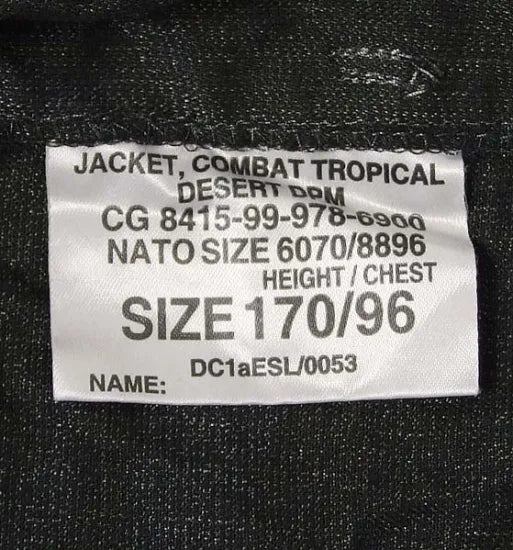 JACKET, COMBAT TROPICAL
DESERT DPM
CG 8415-99-978-6900
NATO SIZE 6070/8896
HEIGHT / CHEST
SIZE 170/96
DC1aESL/0053
NAME: